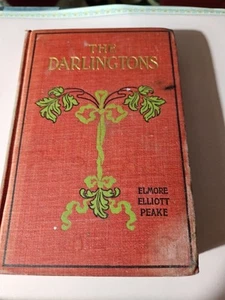 THE
DARLINGTONS
ELMORE
ELLIOTT
PEAKE